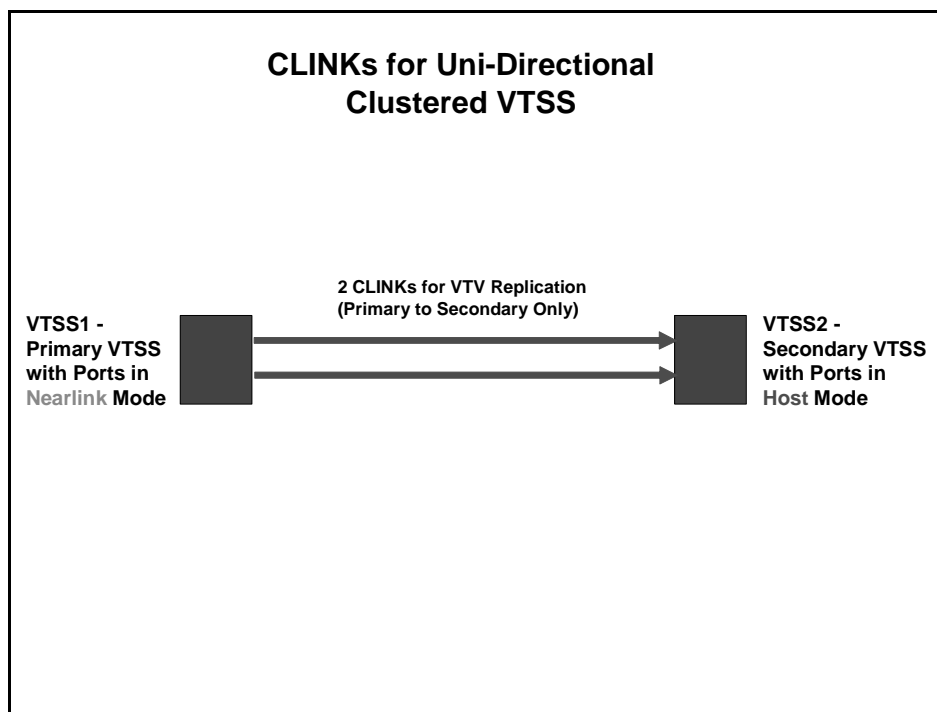 CLINKs for Uni-Directional
Clustered VTSS
2 CLINKs for VTV Replication
(Primary to Secondary Only)
VTSS1 -
Primary VTSS
with Ports in
Nearlink Mode
VTSS2 -
Secondary VTSS
with Ports in
Host Mode